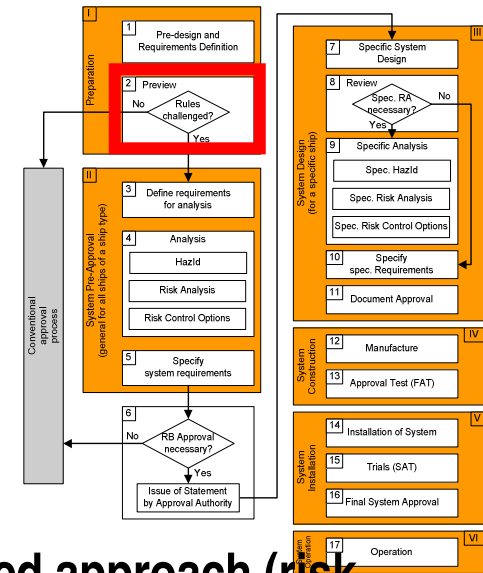 I
Preparation
1
Pre-design and
Requirements Definition
2
Preview
No
Rules
challenged?
Yes
II
System Pre-Approval
(general for all ships of a ship type)
3
Define requirements
for analysis
4
Analysis
HazId
Risk Analysis
Risk Control Options
5
Specify
system requirements
6
No
RB Approval
necessary?
Yes
Issue of Statement
by Approval Authority
Conventional
approval
process
III
System Design
(for a specific ship)
7
Specific System
Design
8
Review
Spec. RA
necessary?
No
Yes
9
Specific Analysis
Spec. HazId
Spec. Risk Analysis
Spec. Risk Control Options
10
Specify
spec. Requirements
11
Document Approval
IV
System
Construction
12
Manufacture
13
Approval Test (FAT)
V
System
Installation
14
Installation of System
15
Trials (SAT)
16
Final System Approval
VI
System
Operation
17
Operation
approach (risk